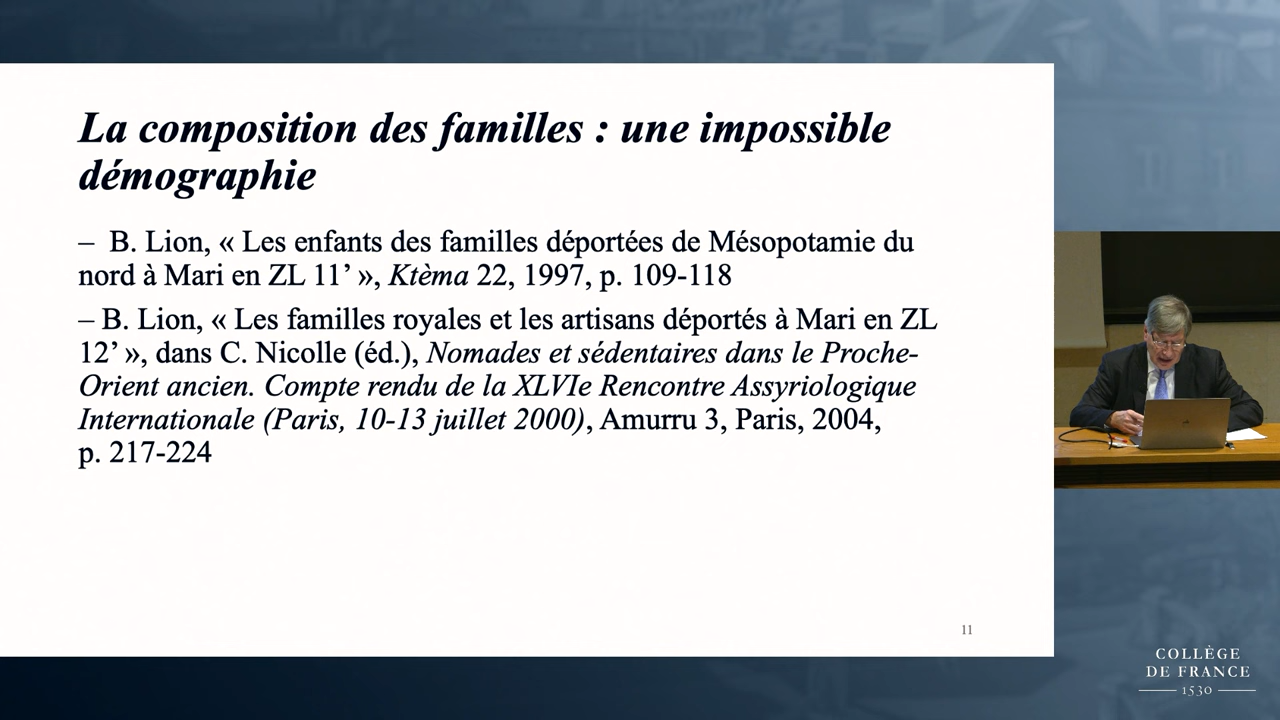 La composition des familles : une impossible
démographie
– B. Lion, « Les enfants des familles déportées de Mésopotamie du
nord à Mari en ZL 11’ », Ktèma 22, 1997, p. 109-118
– B. Lion, « Les familles royales et les artisans déportés à Mari en ZL
12’ », dans C. Nicolle (éd.), Nomades et sédentaires dans le Proche-
Orient ancien. Compte rendu de la XLVIe Rencontre Assyriologique
Internationale (Paris, 10-13 juillet 2000), Amurru 3, Paris, 2004,
p. 217-224
11
COLLÈGE
DE FRANCE
1530